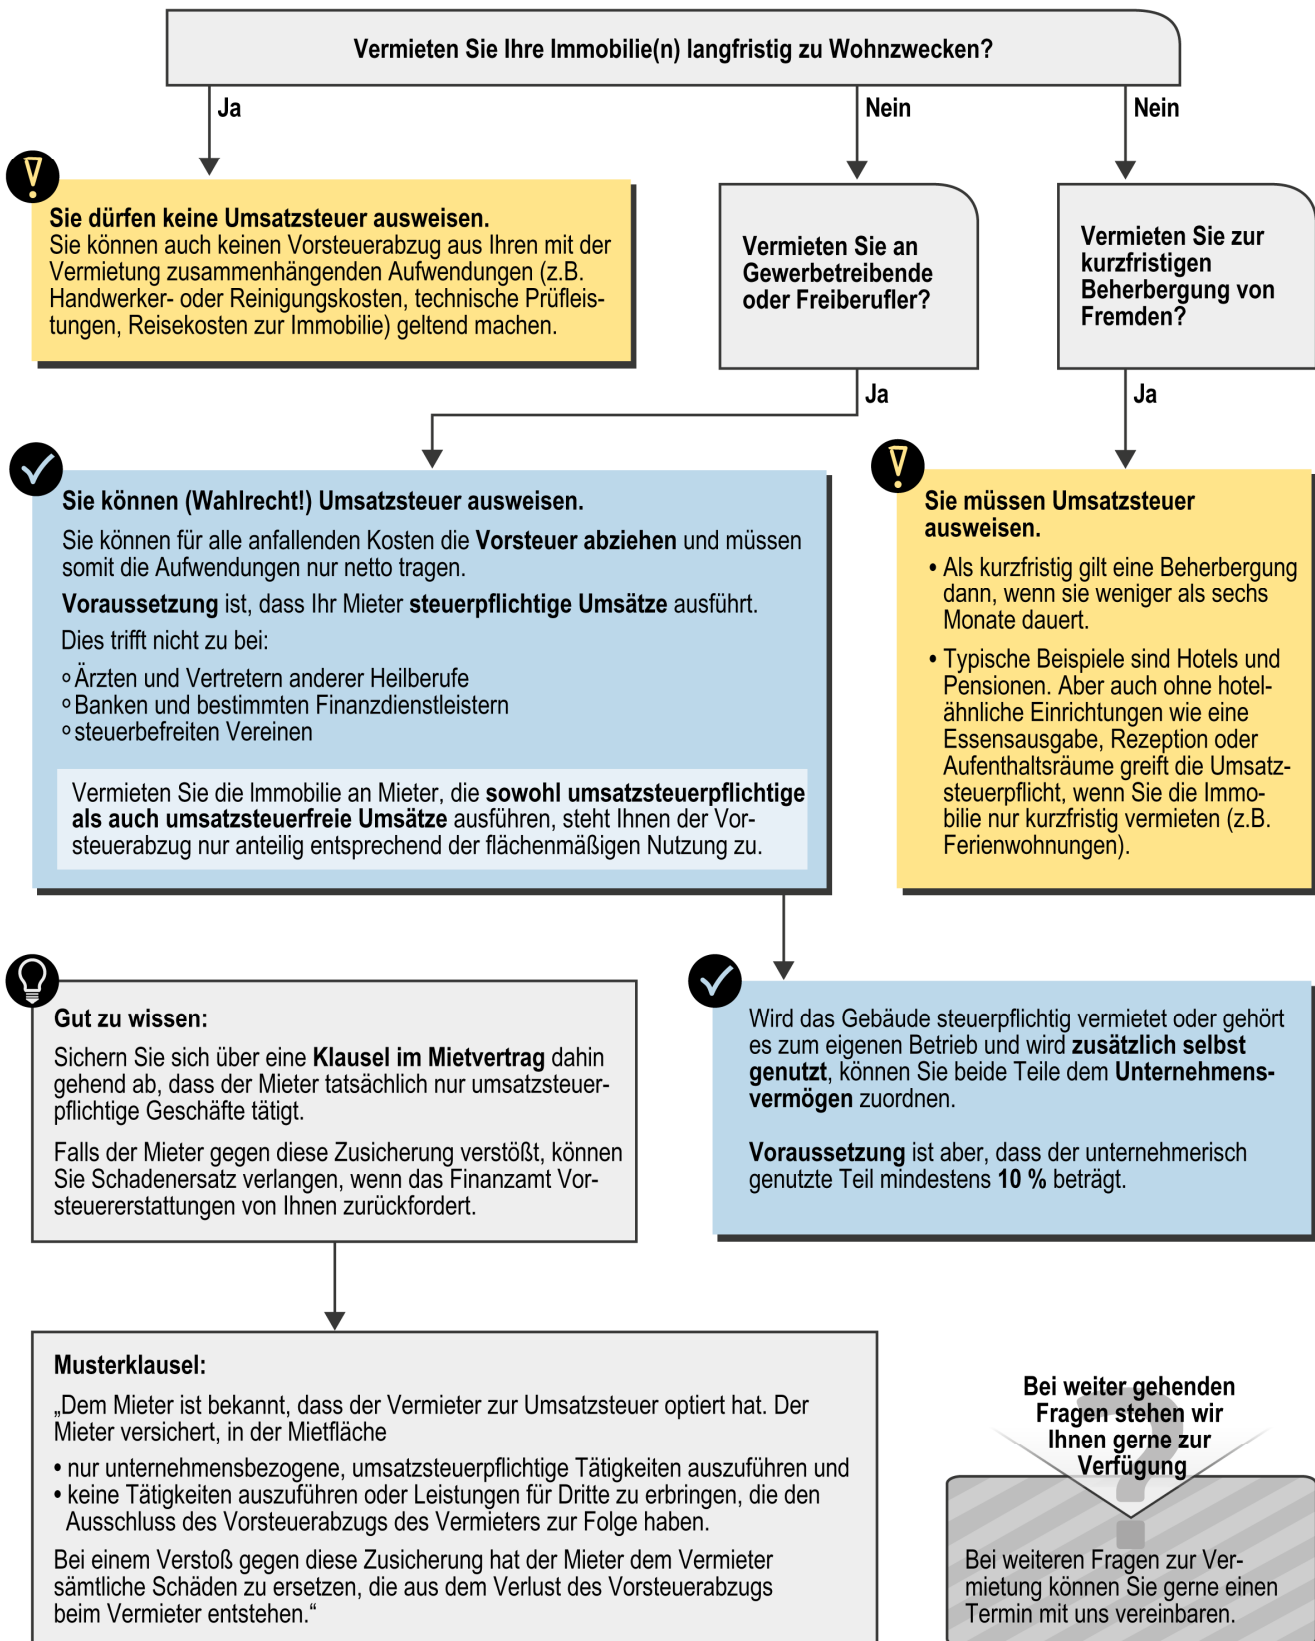 Vermieten Sie Ihre Immobilie(n) langfristig zu Wohnzwecken?
Ja
Nein
Nein
Sie dürfen keine Umsatzsteuer ausweisen.
Sie können auch keinen Vorsteuerabzug aus Ihren mit der
Vermietung zusammenhängenden Aufwendungen (z.B.
Handwerker- oder Reinigungskosten, technische Prüfleis-
tungen, Reisekosten zur Immobilie) geltend machen.
Vermieten Sie an
Gewerbetreibende
oder Freiberufler?
Vermieten Sie zur
kurzfristigen
Beherbergung von
Fremden?
Ja
Ja
Sie können (Wahlrecht!) Umsatzsteuer ausweisen.
Sie können für alle anfallenden Kosten die Vorsteuer abziehen und müssen
somit die Aufwendungen nur netto tragen.
Voraussetzung ist, dass Ihr Mieter steuerpflichtige Umsätze ausführt.
Dies trifft nicht zu bei:
° Ärzten und Vertretern anderer Heilberufe
° Banken und bestimmten Finanzdienstleistern
° steuerbefreiten Vereinen
Vermieten Sie die Immobilie an Mieter, die sowohl umsatzsteuerpflichtige
als auch umsatzsteuerfreie Umsätze ausführen, steht Ihnen der Vor-
steuerabzug nur anteilig entsprechend der flächenmäßigen Nutzung zu.
Sie müssen Umsatzsteuer
ausweisen.
• Als kurzfristig gilt eine Beherbergung
dann, wenn sie weniger als sechs
Monate dauert.
• Typische Beispiele sind Hotels und
Pensionen. Aber auch ohne hotel-
ähnliche Einrichtungen wie eine
Essensausgabe, Rezeption oder
Aufenthaltsräume greift die Umsatz-
steuerpflicht, wenn Sie die Immo-
bilie nur kurzfristig vermieten (z.B.
Ferienwohnungen).
Gut zu wissen:
Sichern Sie sich über eine Klausel im Mietvertrag dahin
gehend ab, dass der Mieter tatsächlich nur umsatzsteuer-
pflichtige Geschäfte tätigt.
Falls der Mieter gegen diese Zusicherung verstößt, können
Sie Schadenersatz verlangen, wenn das Finanzamt Vor-
steuererstattungen von Ihnen zurückfordert.
Wird das Gebäude steuerpflichtig vermietet oder gehört
es zum eigenen Betrieb und wird zusätzlich selbst
genutzt, können Sie beide Teile dem Unternehmens-
vermögen zuordnen.
Voraussetzung ist aber, dass der unternehmerisch
genutzte Teil mindestens 10 % beträgt.
Musterklausel:
„Dem Mieter ist bekannt, dass der Vermieter zur Umsatzsteuer optiert hat. Der
Mieter versichert, in der Mietfläche
• nur unternehmensbezogene, umsatzsteuerpflichtige Tätigkeiten auszuführen und
• keine Tätigkeiten auszuführen oder Leistungen für Dritte zu erbringen, die den
Ausschluss des Vorsteuerabzugs des Vermieters zur Folge haben.
Bei einem Verstoß gegen diese Zusicherung hat der Mieter dem Vermieter
sämtliche Schäden zu ersetzen, die aus dem Verlust des Vorsteuerabzugs
beim Vermieter entstehen.“
Bei weiter gehenden
Fragen stehen wir
Ihnen gerne zur
Verfügung
Bei weiteren Fragen zur Ver-
mietung können Sie gerne einen
Termin mit uns vereinbaren.